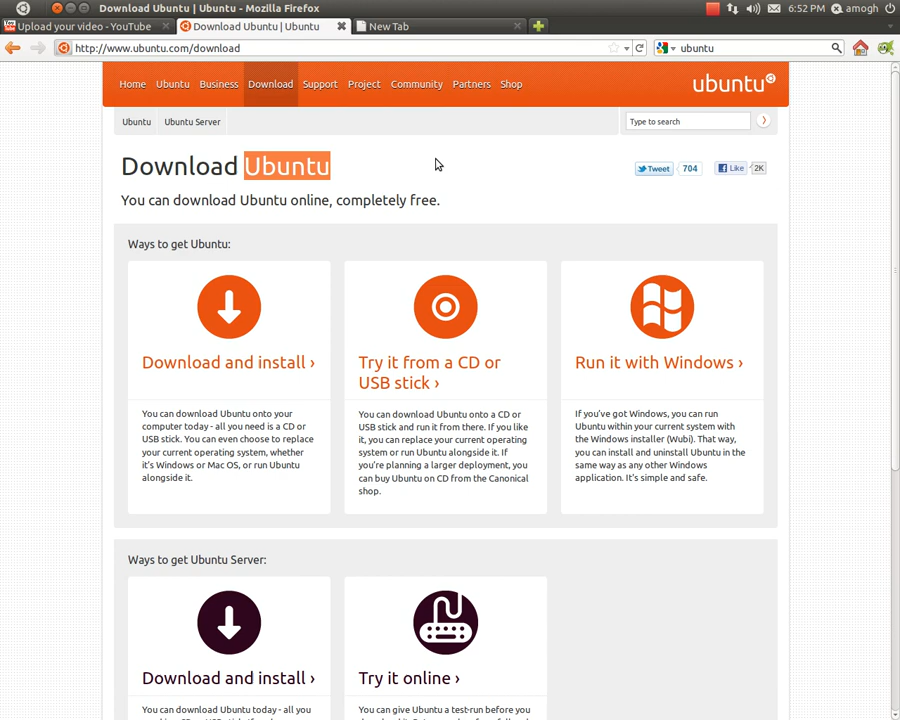 Download Ubuntu | Ubuntu - Mozilla Firefox
6:52 PM amogh
Upload your video - YouTube
Download Ubuntu | Ubuntu
New Tab
http://www.ubuntu.com/download
ubuntu
Home Ubuntu Business Download Support Project Community Partners Shop
ubuntu
Ubuntu Ubuntu Server
Type to search
Download Ubuntu
Tweet 704
Like 2K
You can download Ubuntu online, completely free.
Ways to get Ubuntu:
Download and install ›
You can download Ubuntu onto your
computer today - all you need is a CD or
USB stick. You can even choose to replace
your current operating system, whether
it's Windows or Mac OS, or run Ubuntu
alongside it.
Try it from a CD or
USB stick ›
You can download Ubuntu onto a CD or
USB stick and run it from there. If you like
it, you can replace your current operating
system or run Ubuntu alongside it. If
you're planning a larger deployment, you
can buy Ubuntu on CD from the Canonical
shop.
Run it with Windows ›
If you've got Windows, you can run
Ubuntu within your current system with
the Windows installer (Wubi). That way,
you can install and uninstall Ubuntu in the
same way as any other Windows
application. It's simple and safe.
Ways to get Ubuntu Server:
Download and install ›
You can download Ubuntu today - all you
Try it online ›
You can give Ubuntu a test-run before you